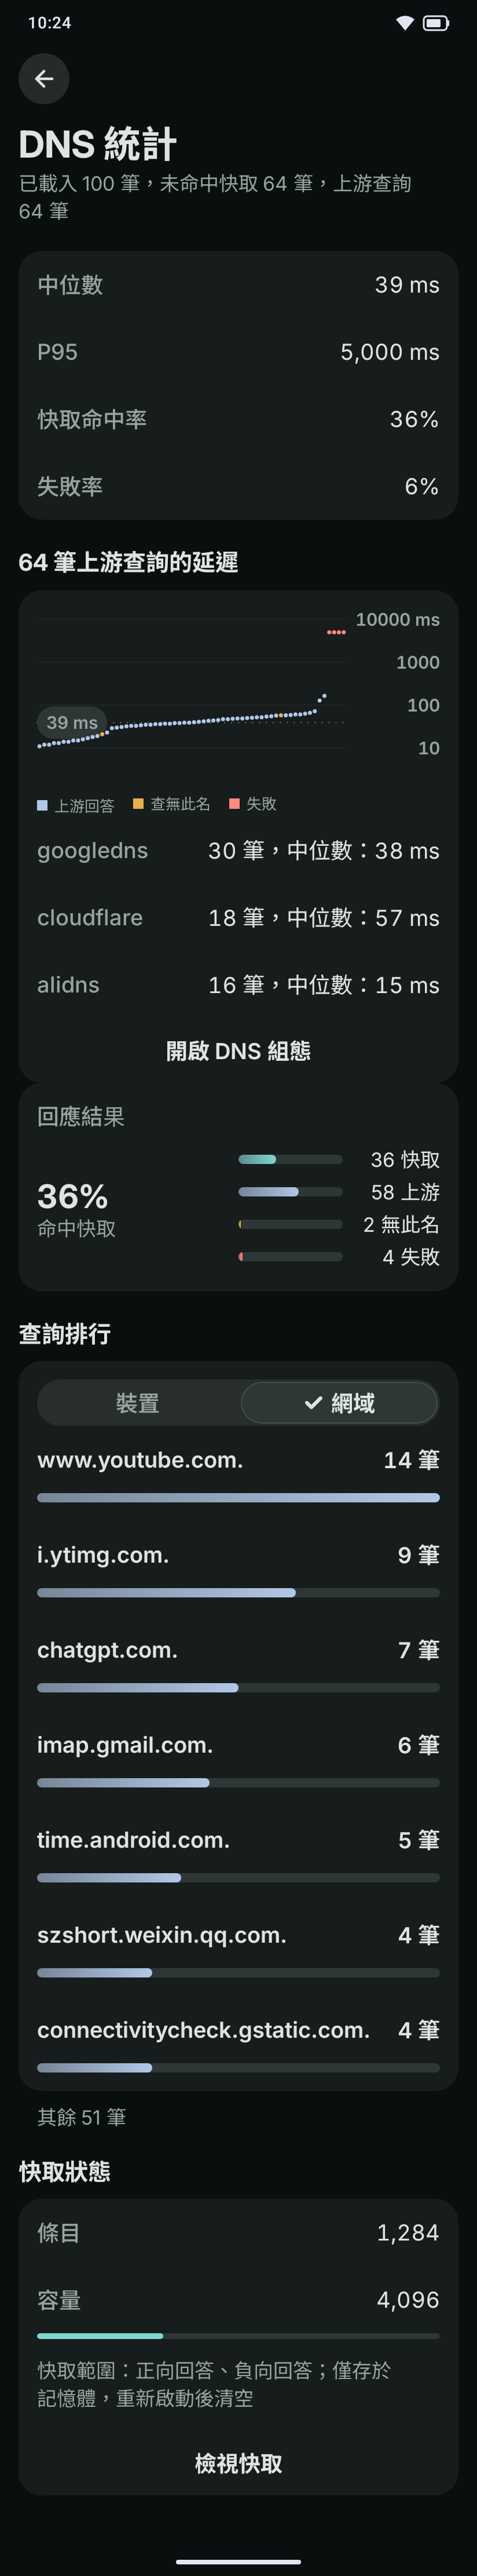 10:24
DNS 統計
已載入 100 筆，未命中快取 64 筆，上游查詢
64 筆
中位數 39 ms
P95 5,000 ms
快取命中率 36%
失敗率 6%
64 筆上游查詢的延遲
10000 ms
1000
100
39 ms
10
上游回答 查無此名 失敗
googledns 30 筆，中位數：38 ms
cloudflare 18 筆，中位數：57 ms
alidns 16 筆，中位數：15 ms
開啟 DNS 組態
回應結果
36%
命中快取
36 快取
58 上游
2 無此名
4 失敗
查詢排行
裝置 網域
www.youtube.com. 14 筆
i.ytimg.com. 9 筆
chatgpt.com. 7 筆
imap.gmail.com. 6 筆
time.android.com. 5 筆
szshort.weixin.qq.com. 4 筆
connectivitycheck.gstatic.com. 4 筆
其餘 51 筆
快取狀態
條目 1,284
容量 4,096
快取範圍：正向回答、負向回答；僅存於
記憶體，重新啟動後清空
檢視快取